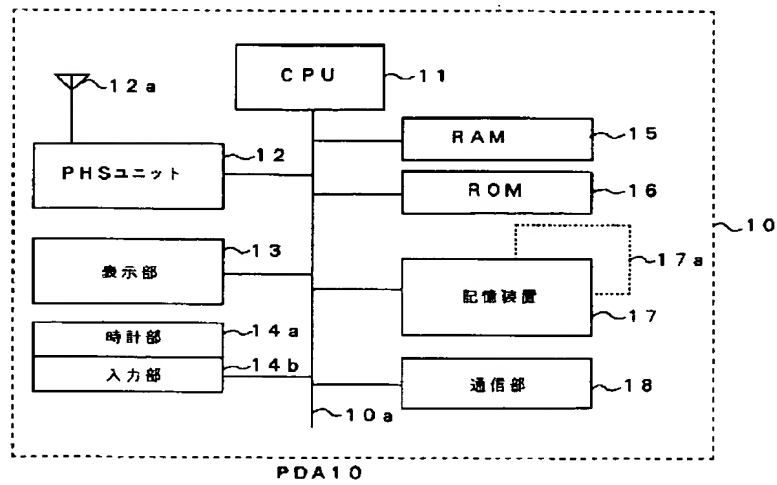 CPU
11
12a
12
PHSユニット
RAM
15
ROM
16
10
13
表示部
17a
記憶装置
17
時計部
14a
入力部
14b
通信部
18
10a
PDA10